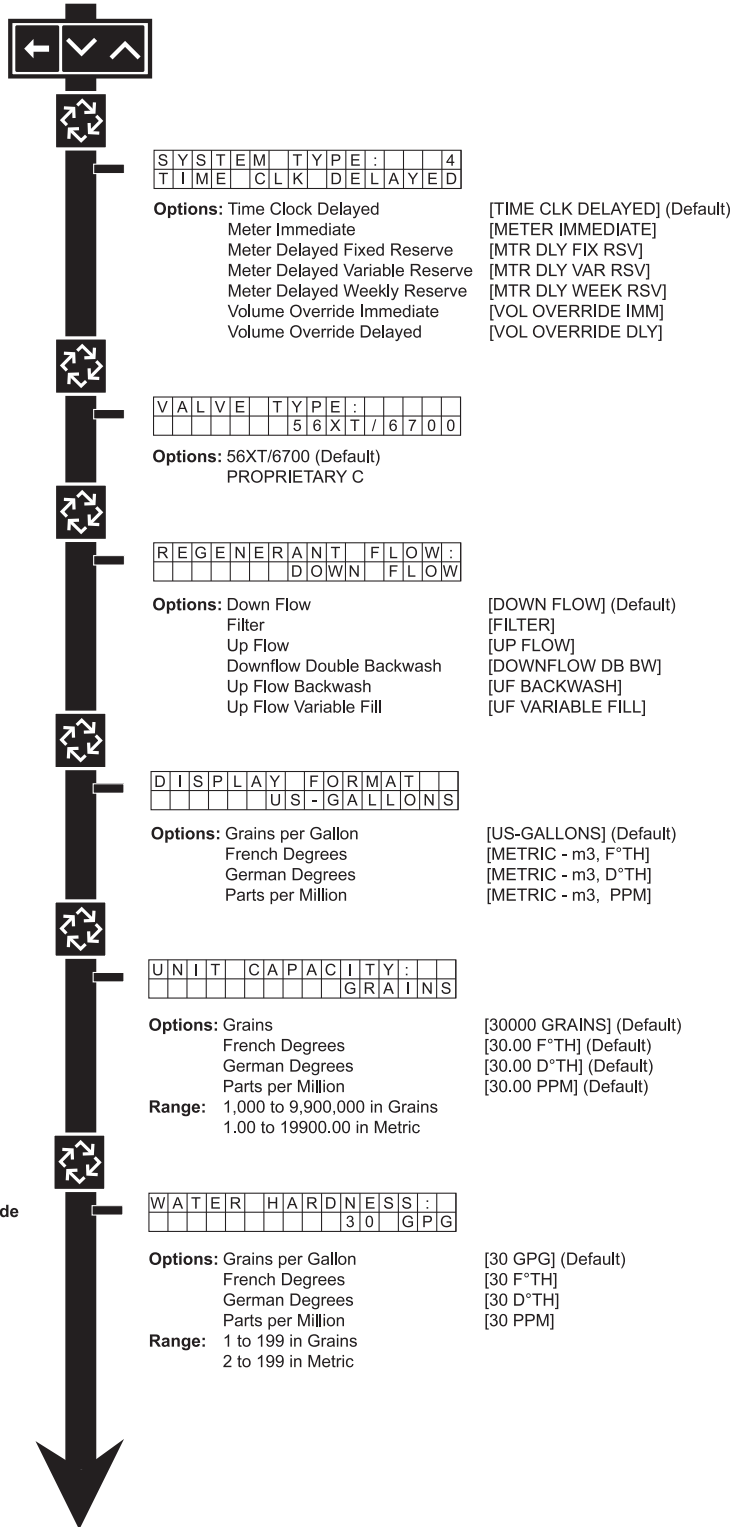 SYSTEM TYPE: 4
TIME CLK DELAYED
Options: Time Clock Delayed [TIME CLK DELAYED] (Default)
Meter Immediate [METER IMMEDIATE]
Meter Delayed Fixed Reserve [MTR DLY FIX RSV]
Meter Delayed Variable Reserve [MTR DLY VAR RSV]
Meter Delayed Weekly Reserve [MTR DLY WEEK RSV]
Volume Override Immediate [VOL OVERRIDE IMM]
Volume Override Delayed [VOL OVERRIDE DLY]
VALVE TYPE:
56XT/6700
Options: 56XT/6700 (Default)
PROPRIETARY C
REGENERANT FLOW:
DOWN FLOW
Options: Down Flow [DOWN FLOW] (Default)
Filter [FILTER]
Up Flow [UP FLOW]
Downflow Double Backwash [DOWNFLOW DB BW]
Up Flow Backwash [UF BACKWASH]
Up Flow Variable Fill [UF VARIABLE FILL]
DISPLAY FORMAT
US-GALLONS
Options: Grains per Gallon [US-GALLONS] (Default)
French Degrees [METRIC - m3, F°TH]
German Degrees [METRIC - m3, D°TH]
Parts per Million [METRIC - m3, PPM]
UNIT CAPACITY:
GRAINS
Options: Grains [30000 GRAINS] (Default)
French Degrees [30.00 F°TH] (Default)
German Degrees [30.00 D°TH] (Default)
Parts per Million [30.00 PPM] (Default)
Range: 1,000 to 9,900,000 in Grains
1.00 to 19900.00 in Metric
de
WATER HARDNESS:
30 GPG
Options: Grains per Gallon [30 GPG] (Default)
French Degrees [30 F°TH]
German Degrees [30 D°TH]
Parts per Million [30 PPM]
Range: 1 to 199 in Grains
2 to 199 in Metric